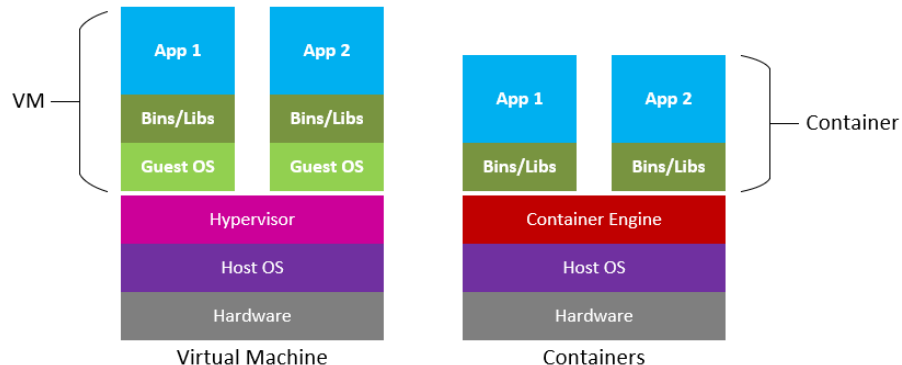 VM
App 1
App 2
Bins/Libs
Bins/Libs
Guest OS
Guest OS
Hypervisor
Host OS
Hardware
Virtual Machine
App 1
App 2
Bins/Libs
Bins/Libs
Container
Container Engine
Host OS
Hardware
Containers